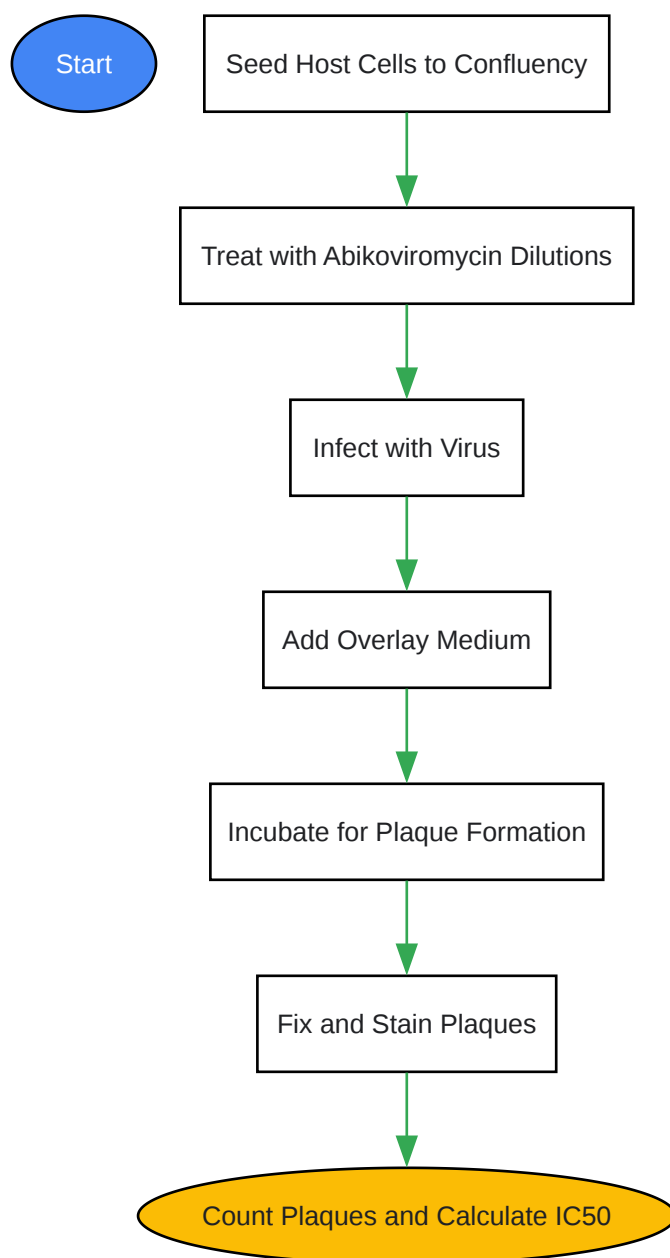 Start
Seed Host Cells to Confluency
Treat with Abikoviromycin Dilutions
Infect with Virus
Add Overlay Medium
Incubate for Plaque Formation
Fix and Stain Plaques
Count Plaques and Calculate IC50